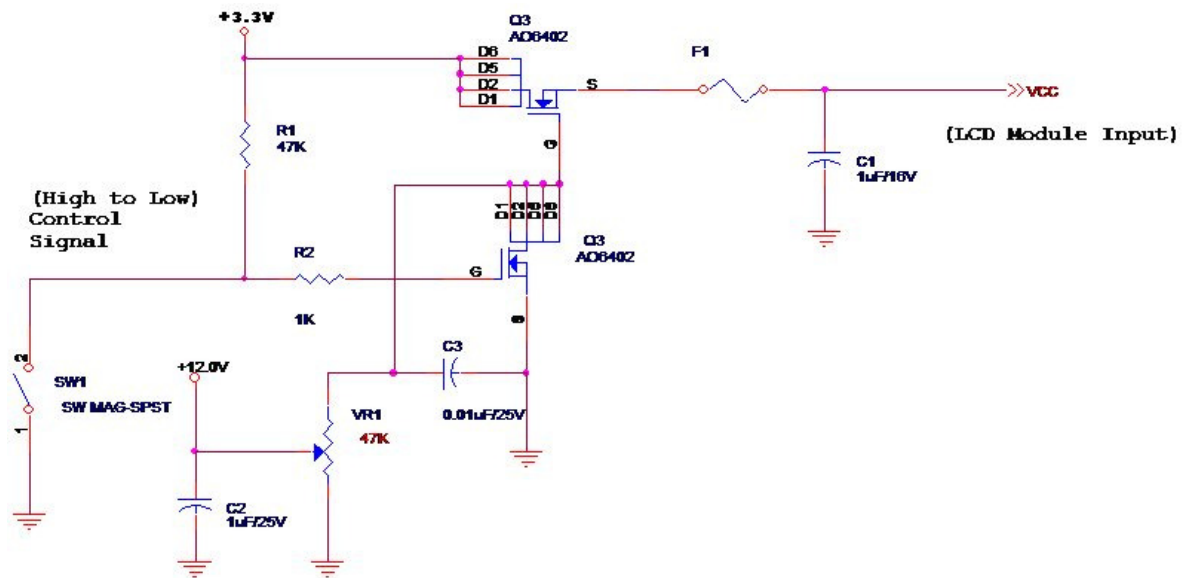 +3.3V
Q3
AO6402
D6
D5
D2
D1
S
G
F1
VCC
(LCD Module Input)
R1
47K
C1
1uF/16V
(High to Low)
Control
Signal
D1
D2
Q3
AO6402
R2
G
1K
+12.0V
C3
2
SW1
SW MAG-SPST
1
VR1
47K
0.01uF/25V
C2
1uF/25V